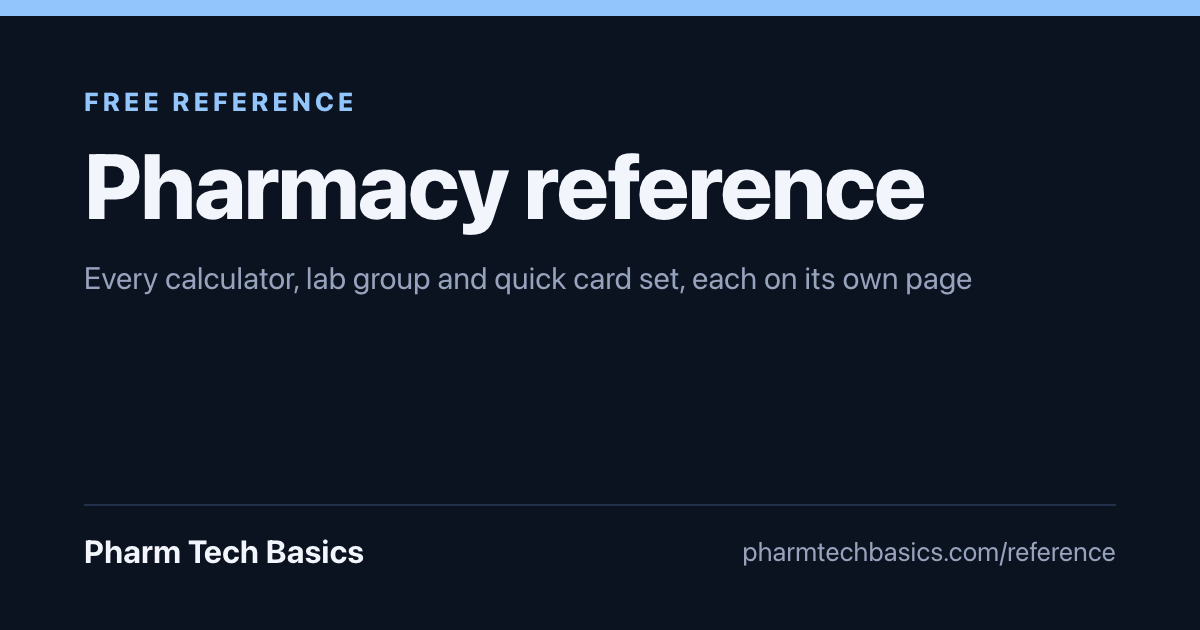 FREE REFERENCE
Pharmacy reference
Every calculator, lab group and quick card set, each on its own page
Pharm Tech Basics
pharmtechbasics.com/reference